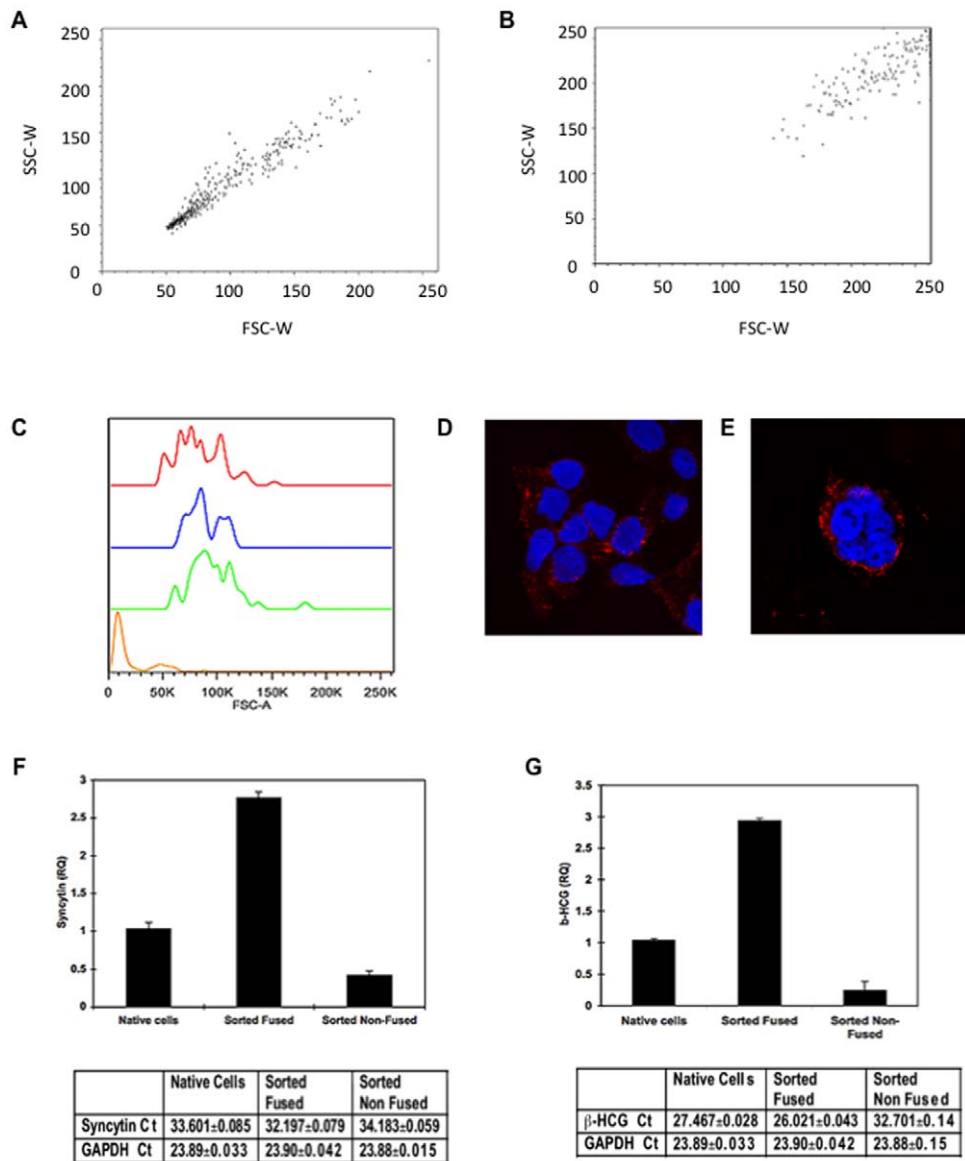 A
250
200
150
100
50
0
SSC-W
0 50 100 150 200 250
FSC-W
B
250
200
150
100
50
0
SSC-W
0 50 100 150 200 250
FSC-W
C
0 50K 100K 150K 200K 250K
FSC-A
D
E
F
3
2.5
2
1.5
1
0.5
0
Syncytin (RQ)
Native cells Sorted Fused Sorted Non-Fused
Native Cells Sorted Fused Sorted Non Fused
Syncytin Ct 33.601±0.085 32.197±0.079 34.183±0.059
GAPDH Ct 23.89±0.033 23.90±0.042 23.88±0.015
G
3.5
3
2.5
2
1.5
1
0.5
0
b-HCG (RQ)
Native cells Sorted Fused Sorted Non-
Fused
Native Cells Sorted Fused Sorted Non Fused
β-HCG Ct 27.467±0.028 26.021±0.043 32.701±0.14
GAPDH Ct 23.89±0.033 23.90±0.042 23.88±0.15